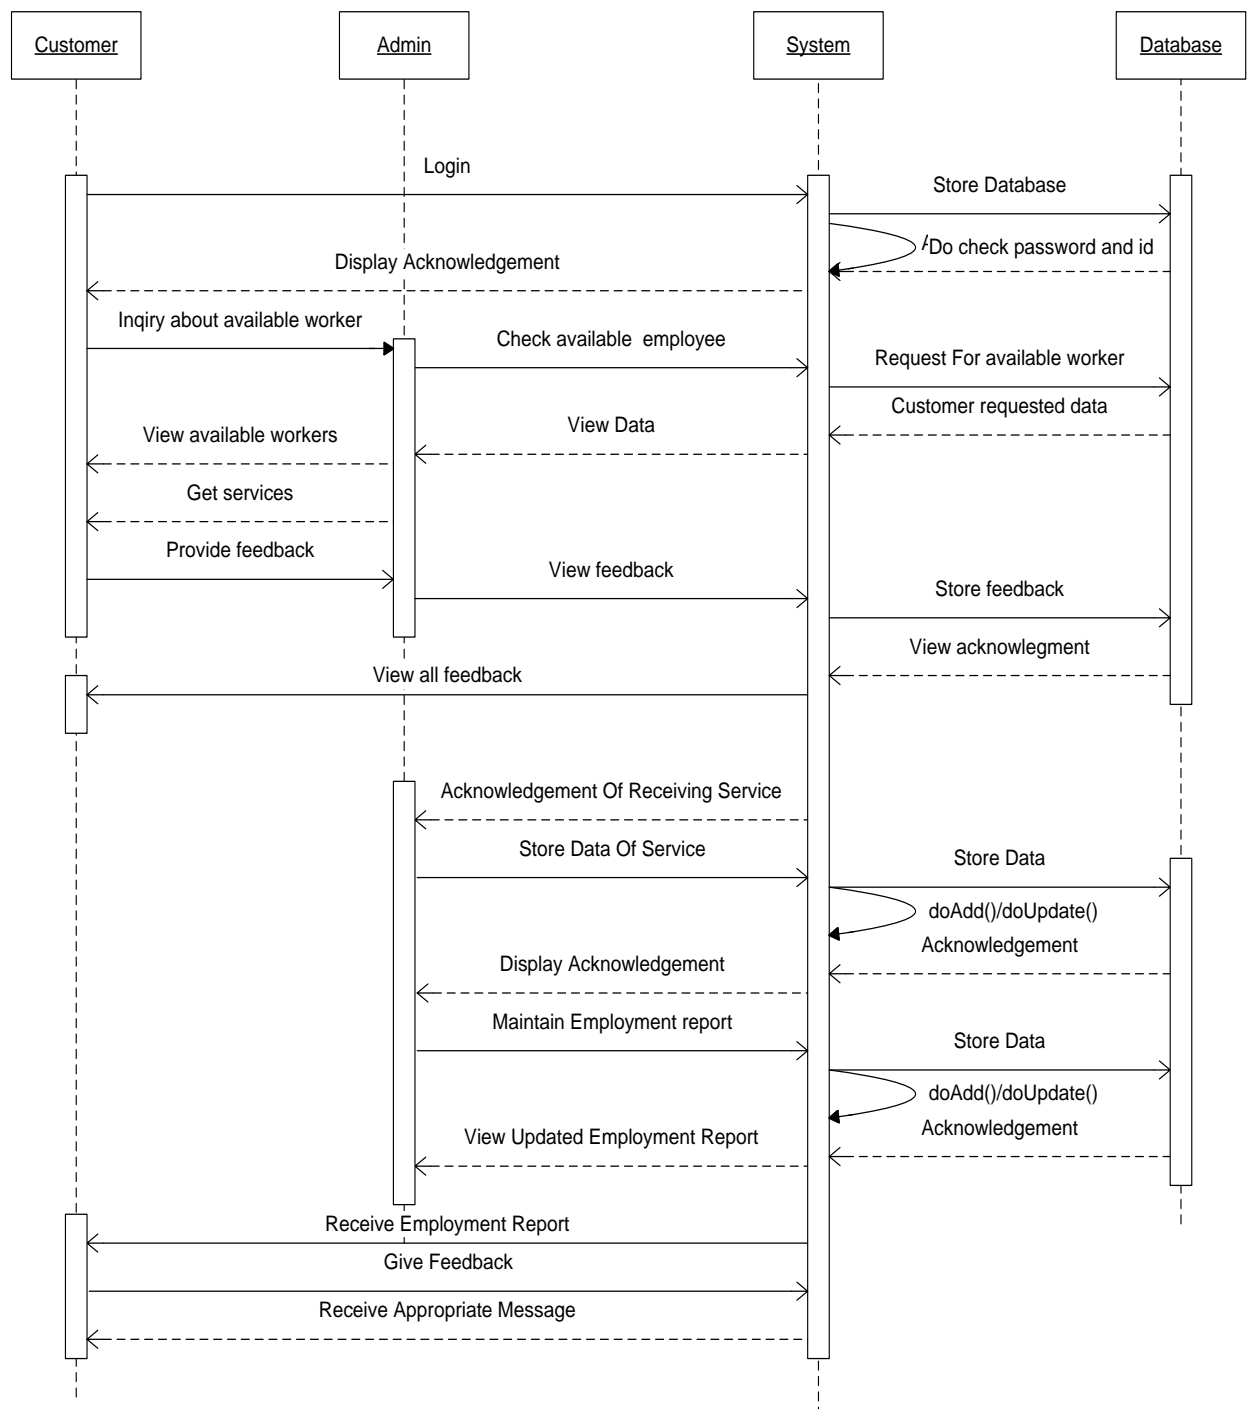 Customer
Admin
System
Database
Login
Store Database
Do check password and id
Display Acknowledgement
Inqiry about available worker
Check available employee
Request For available worker
Customer requested data
View Data
View available workers
Get services
Provide feedback
View feedback
Store feedback
View acknowlegment
View all feedback
Acknowledgement Of Receiving Service
Store Data Of Service
Store Data
doAdd()/doUpdate()
Acknowledgement
Display Acknowledgement
Maintain Employment report
Store Data
doAdd()/doUpdate()
Acknowledgement
View Updated Employment Report
Receive Employment Report
Give Feedback
Receive Appropriate Message